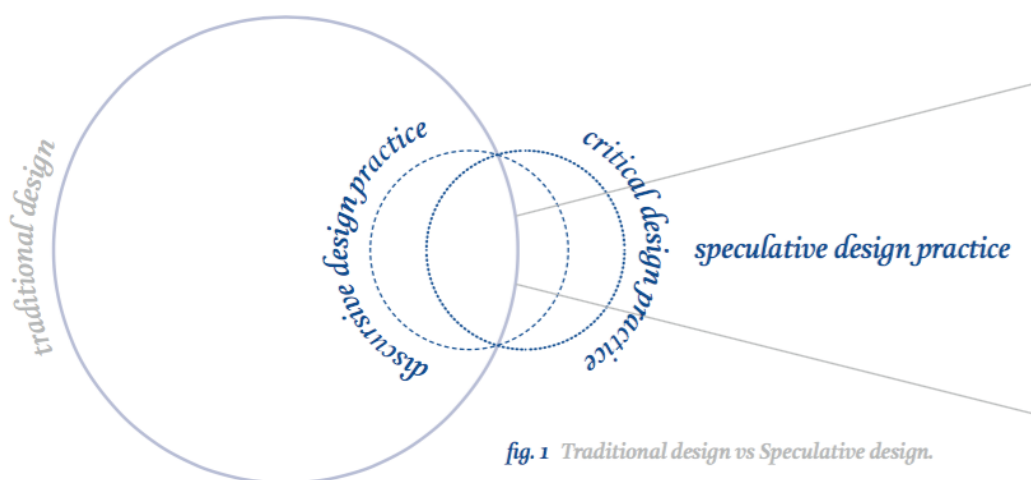 traditional design
discursive design practice
critical design practice
speculative design practice
fig. 1 Traditional design vs Speculative design.